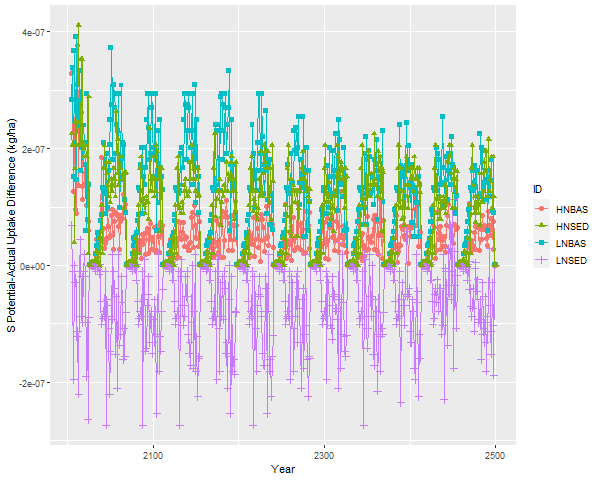 4e-07
2e-07
0e+00
-2e-07
S Potential-Actual Uptake Difference (kg/ha)
2100
2300
2500
Year
ID
HNBAS
HNSED
LNBAS
LNSED